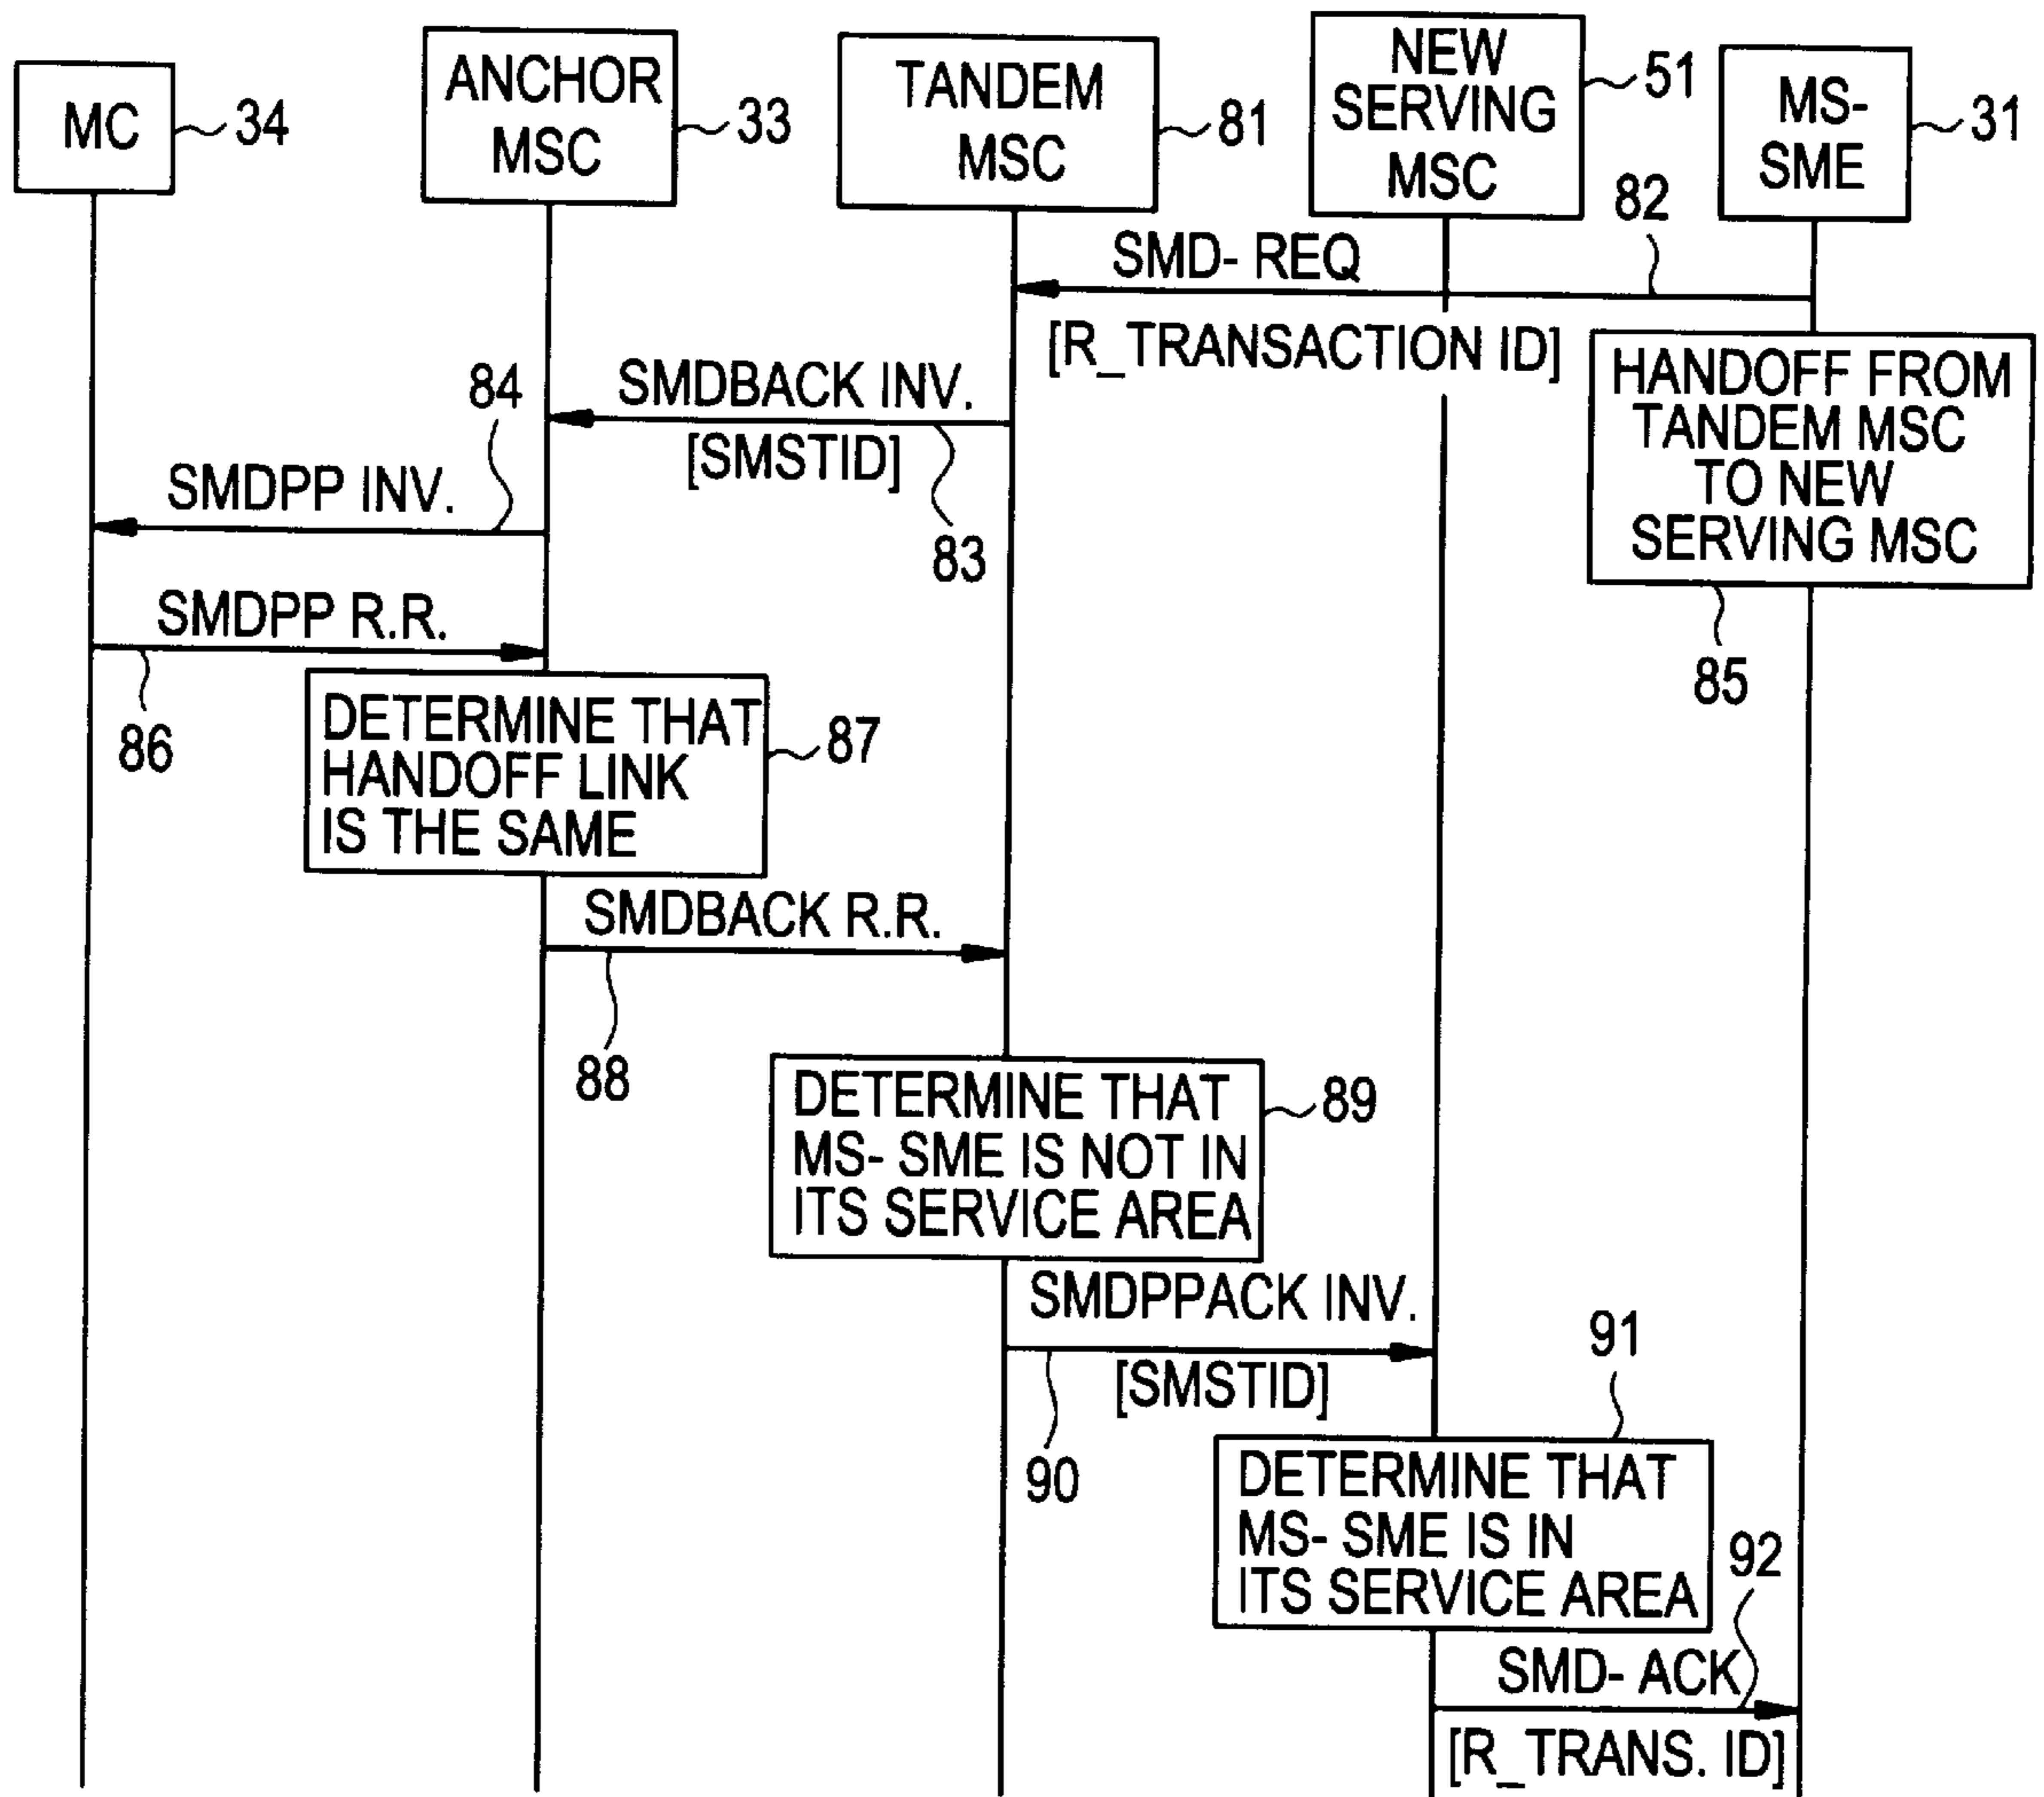 MC
34
ANCHOR
MSC
33
TANDEM
MSC
81
NEW
SERVING
MSC
51
MS-
SME
31
SMD- REQ
82
[R_TRANSACTION ID]
HANDOFF FROM
TANDEM MSC
TO NEW
SERVING MSC
85
SMDBACK INV.
[SMSTID]
83
84
SMDPP INV.
SMDPP R.R.
86
DETERMINE THAT
HANDOFF LINK
IS THE SAME
87
SMDBACK R.R.
88
DETERMINE THAT
MS- SME IS NOT IN
ITS SERVICE AREA
89
SMDPPACK INV.
[SMSTID]
90
91
DETERMINE THAT
MS- SME IS IN
ITS SERVICE AREA
92
SMD- ACK
[R_TRANS. ID]